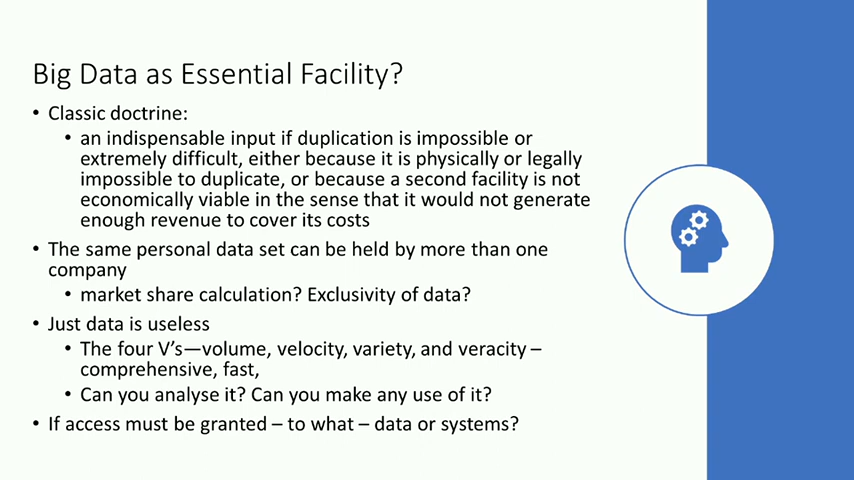 Big Data as Essential Facility?
• Classic doctrine:
• an indispensable input if duplication is impossible or
extremely difficult, either because it is physically or legally
impossible to duplicate, or because a second facility is not
economically viable in the sense that it would not generate
enough revenue to cover its costs
• The same personal data set can be held by more than one
company
• market share calculation? Exclusivity of data?
• Just data is useless
• The four V's—volume, velocity, variety, and veracity –
comprehensive, fast,
• Can you analyse it? Can you make any use of it?
• If access must be granted – to what – data or systems?